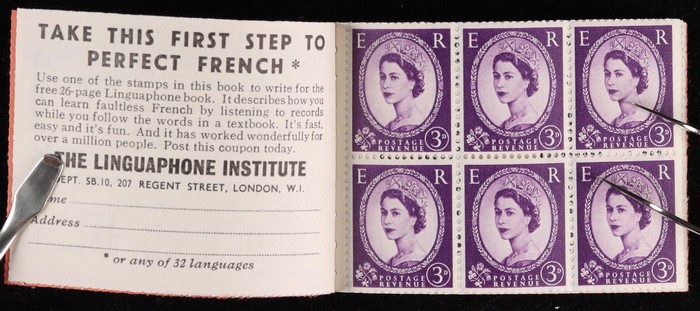 TAKE THIS FIRST STEP TO
PERFECT FRENCH*
Use one of the stamps in this book to write for the
free 26-page Linguaphone book. It describes how you
can learn faultless French by listening to records
while you follow the words in a textbook. It's fast,
easy and it's fun. And it has worked wonderfully for
over a million people. Post this coupon today.
THE LINGUAPHONE INSTITUTE
DEPT. SB.10, 207 REGENT STREET, LONDON, W.1.
Name
Address
* or any of 32 languages
E R
POSTAGE REVENUE 3D
E R
POSTAGE REVENUE 3D
E R
POSTAGE REVENUE 3D
E R
POSTAGE REVENUE 3D
E R
POSTAGE REVENUE 3D
E R
POSTAGE REVENUE 3D